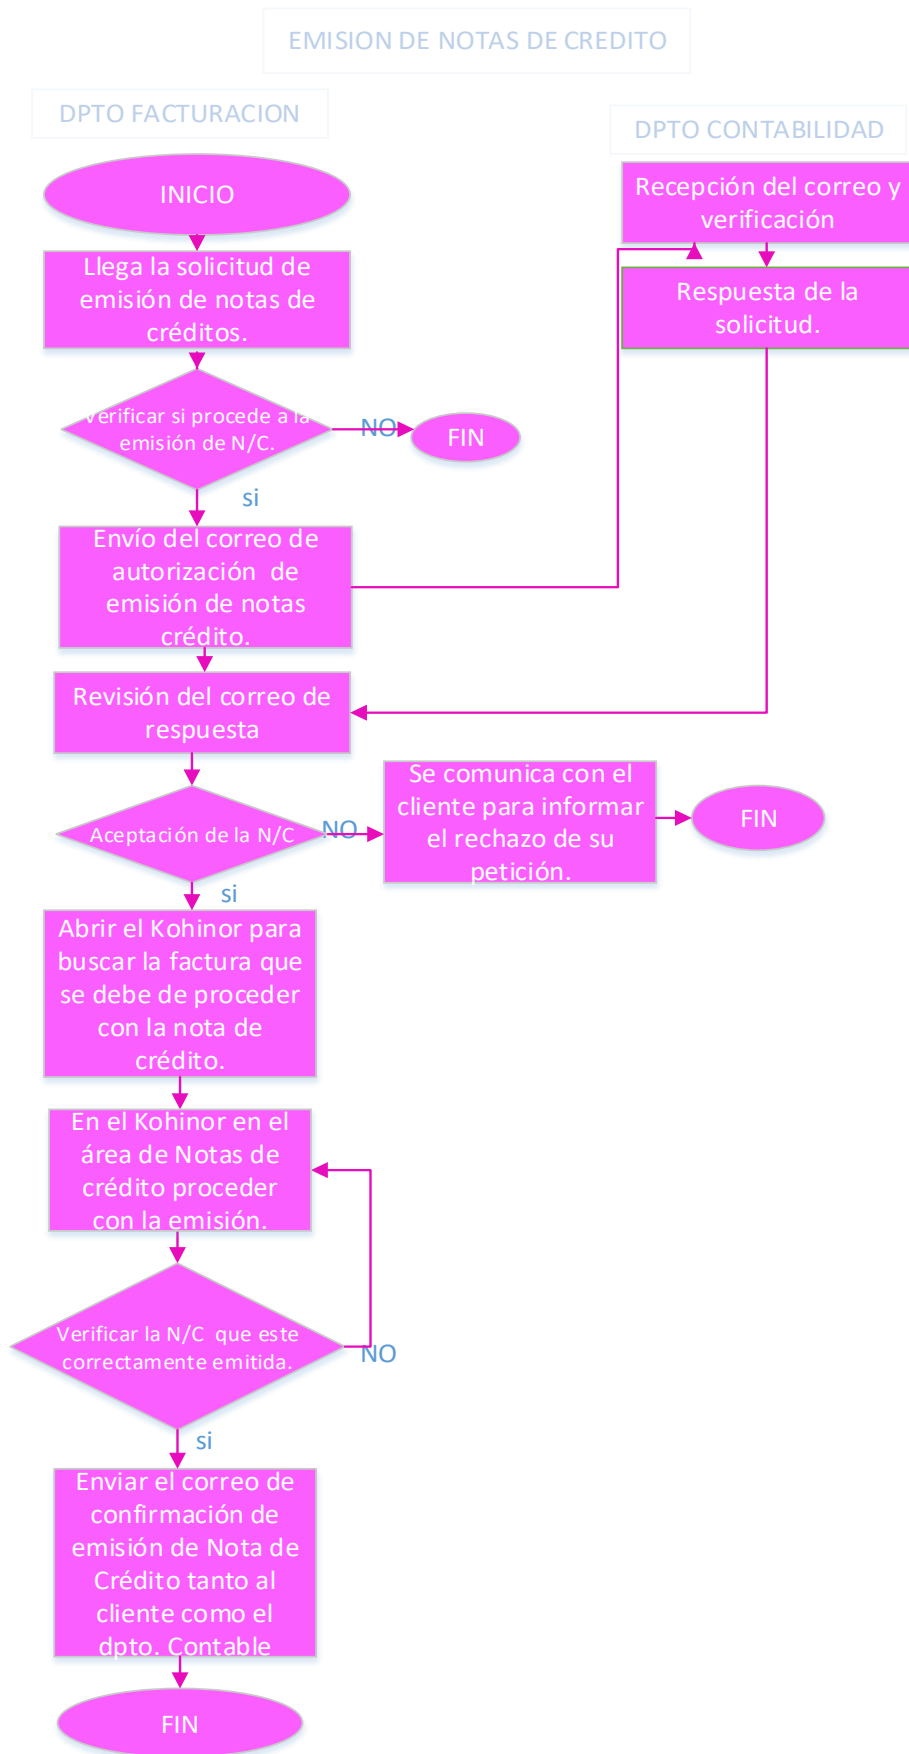 EMISION DE NOTAS DE CREDITO
DPTO FACTURACION
DPTO CONTABILIDAD
INICIO
Recepción del correo y
verificación
Llega la solicitud de
emisión de notas de
créditos.
Respuesta de la
solicitud.
Verificar si procede a la
emisión de N/C.
NO
FIN
si
Envío del correo de
autorización de
emisión de notas
crédito.
Revisión del correo de
respuesta
Aceptación de la N/C
NO
Se comunica con el
cliente para informar
el rechazo de su
petición.
FIN
si
Abrir el Kohinor para
buscar la factura que
se debe de proceder
con la nota de
crédito.
En el Kohinor en el
área de Notas de
crédito proceder
con la emisión.
Verificar la N/C que este
correctamente emitida.
NO
si
Enviar el correo de
confirmación de
emisión de Nota de
Crédito tanto al
cliente como el
dpto. Contable
FIN